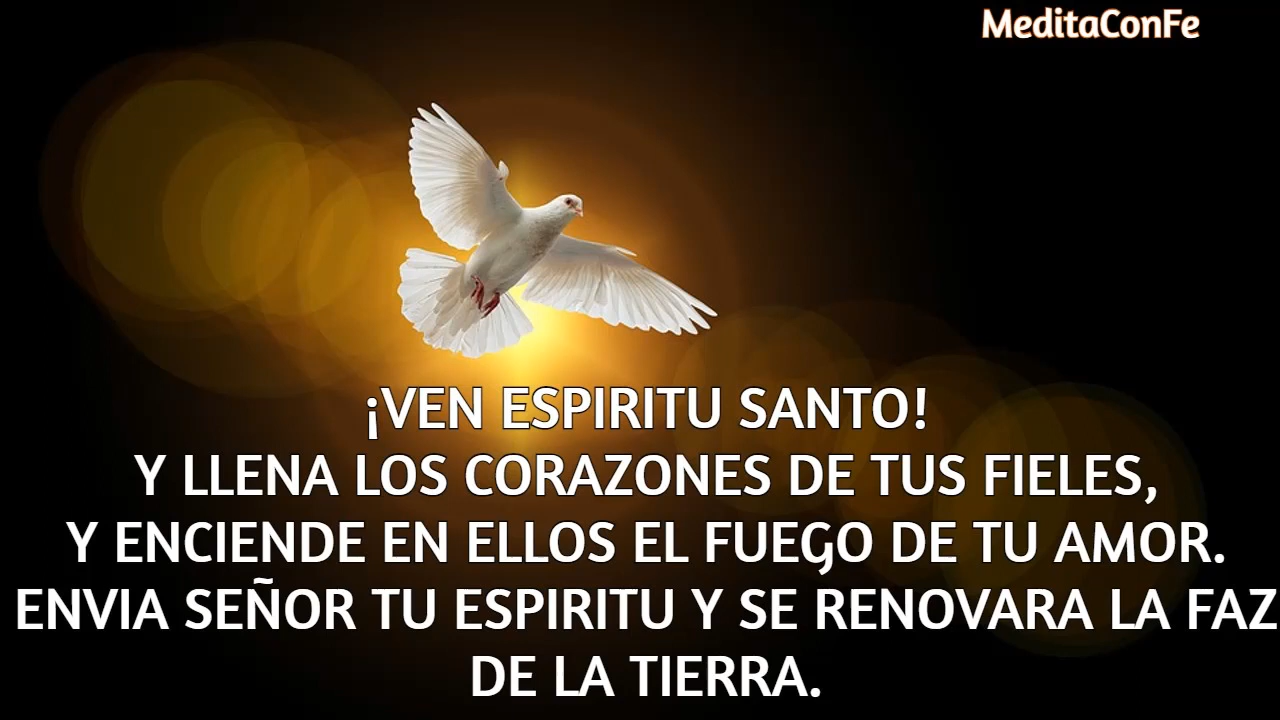 MeditaConFe
¡VEN ESPIRITU SANTO!
Y LLENA LOS CORAZONES DE TUS FIELES,
Y ENCIENDE EN ELLOS EL FUEGO DE TU AMOR.
ENVIA SEÑOR TU ESPIRITU Y SE RENOVARA LA FAZ
DE LA TIERRA.